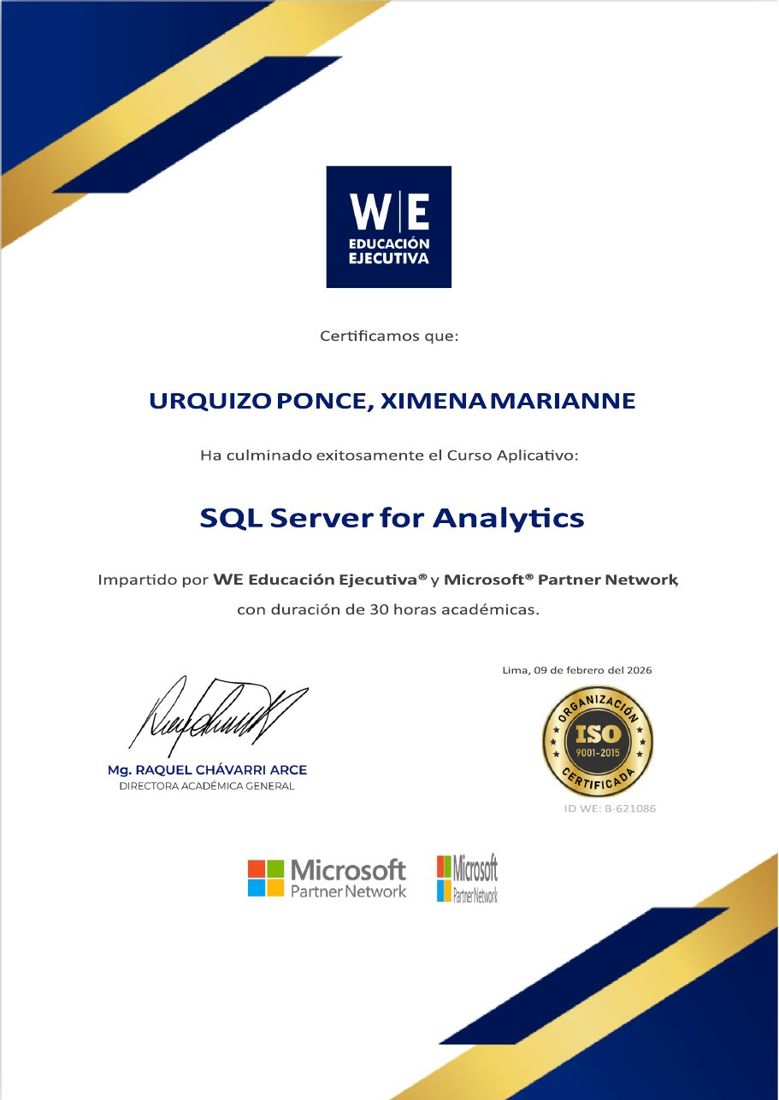 W|E
EDUCACIÓN
EJECUTIVA
Certificamos que:
URQUIZO PONCE, XIMENA MARIANNE
Ha culminado exitosamente el Curso Aplicativo:
SQL Server for Analytics
Impartido por WE Educación Ejecutiva® y Microsoft® Partner Network,
con duración de 30 horas académicas.
Lima, 09 de febrero del 2026
Mg. RAQUEL CHÁVARRI ARCE
DIRECTORA ACADÉMICA GENERAL
ORGANIZACIÓN
ISO
9001-2015
CERTIFICADA
ID WE: B-621086
Microsoft
Partner Network
Microsoft
Partner Network